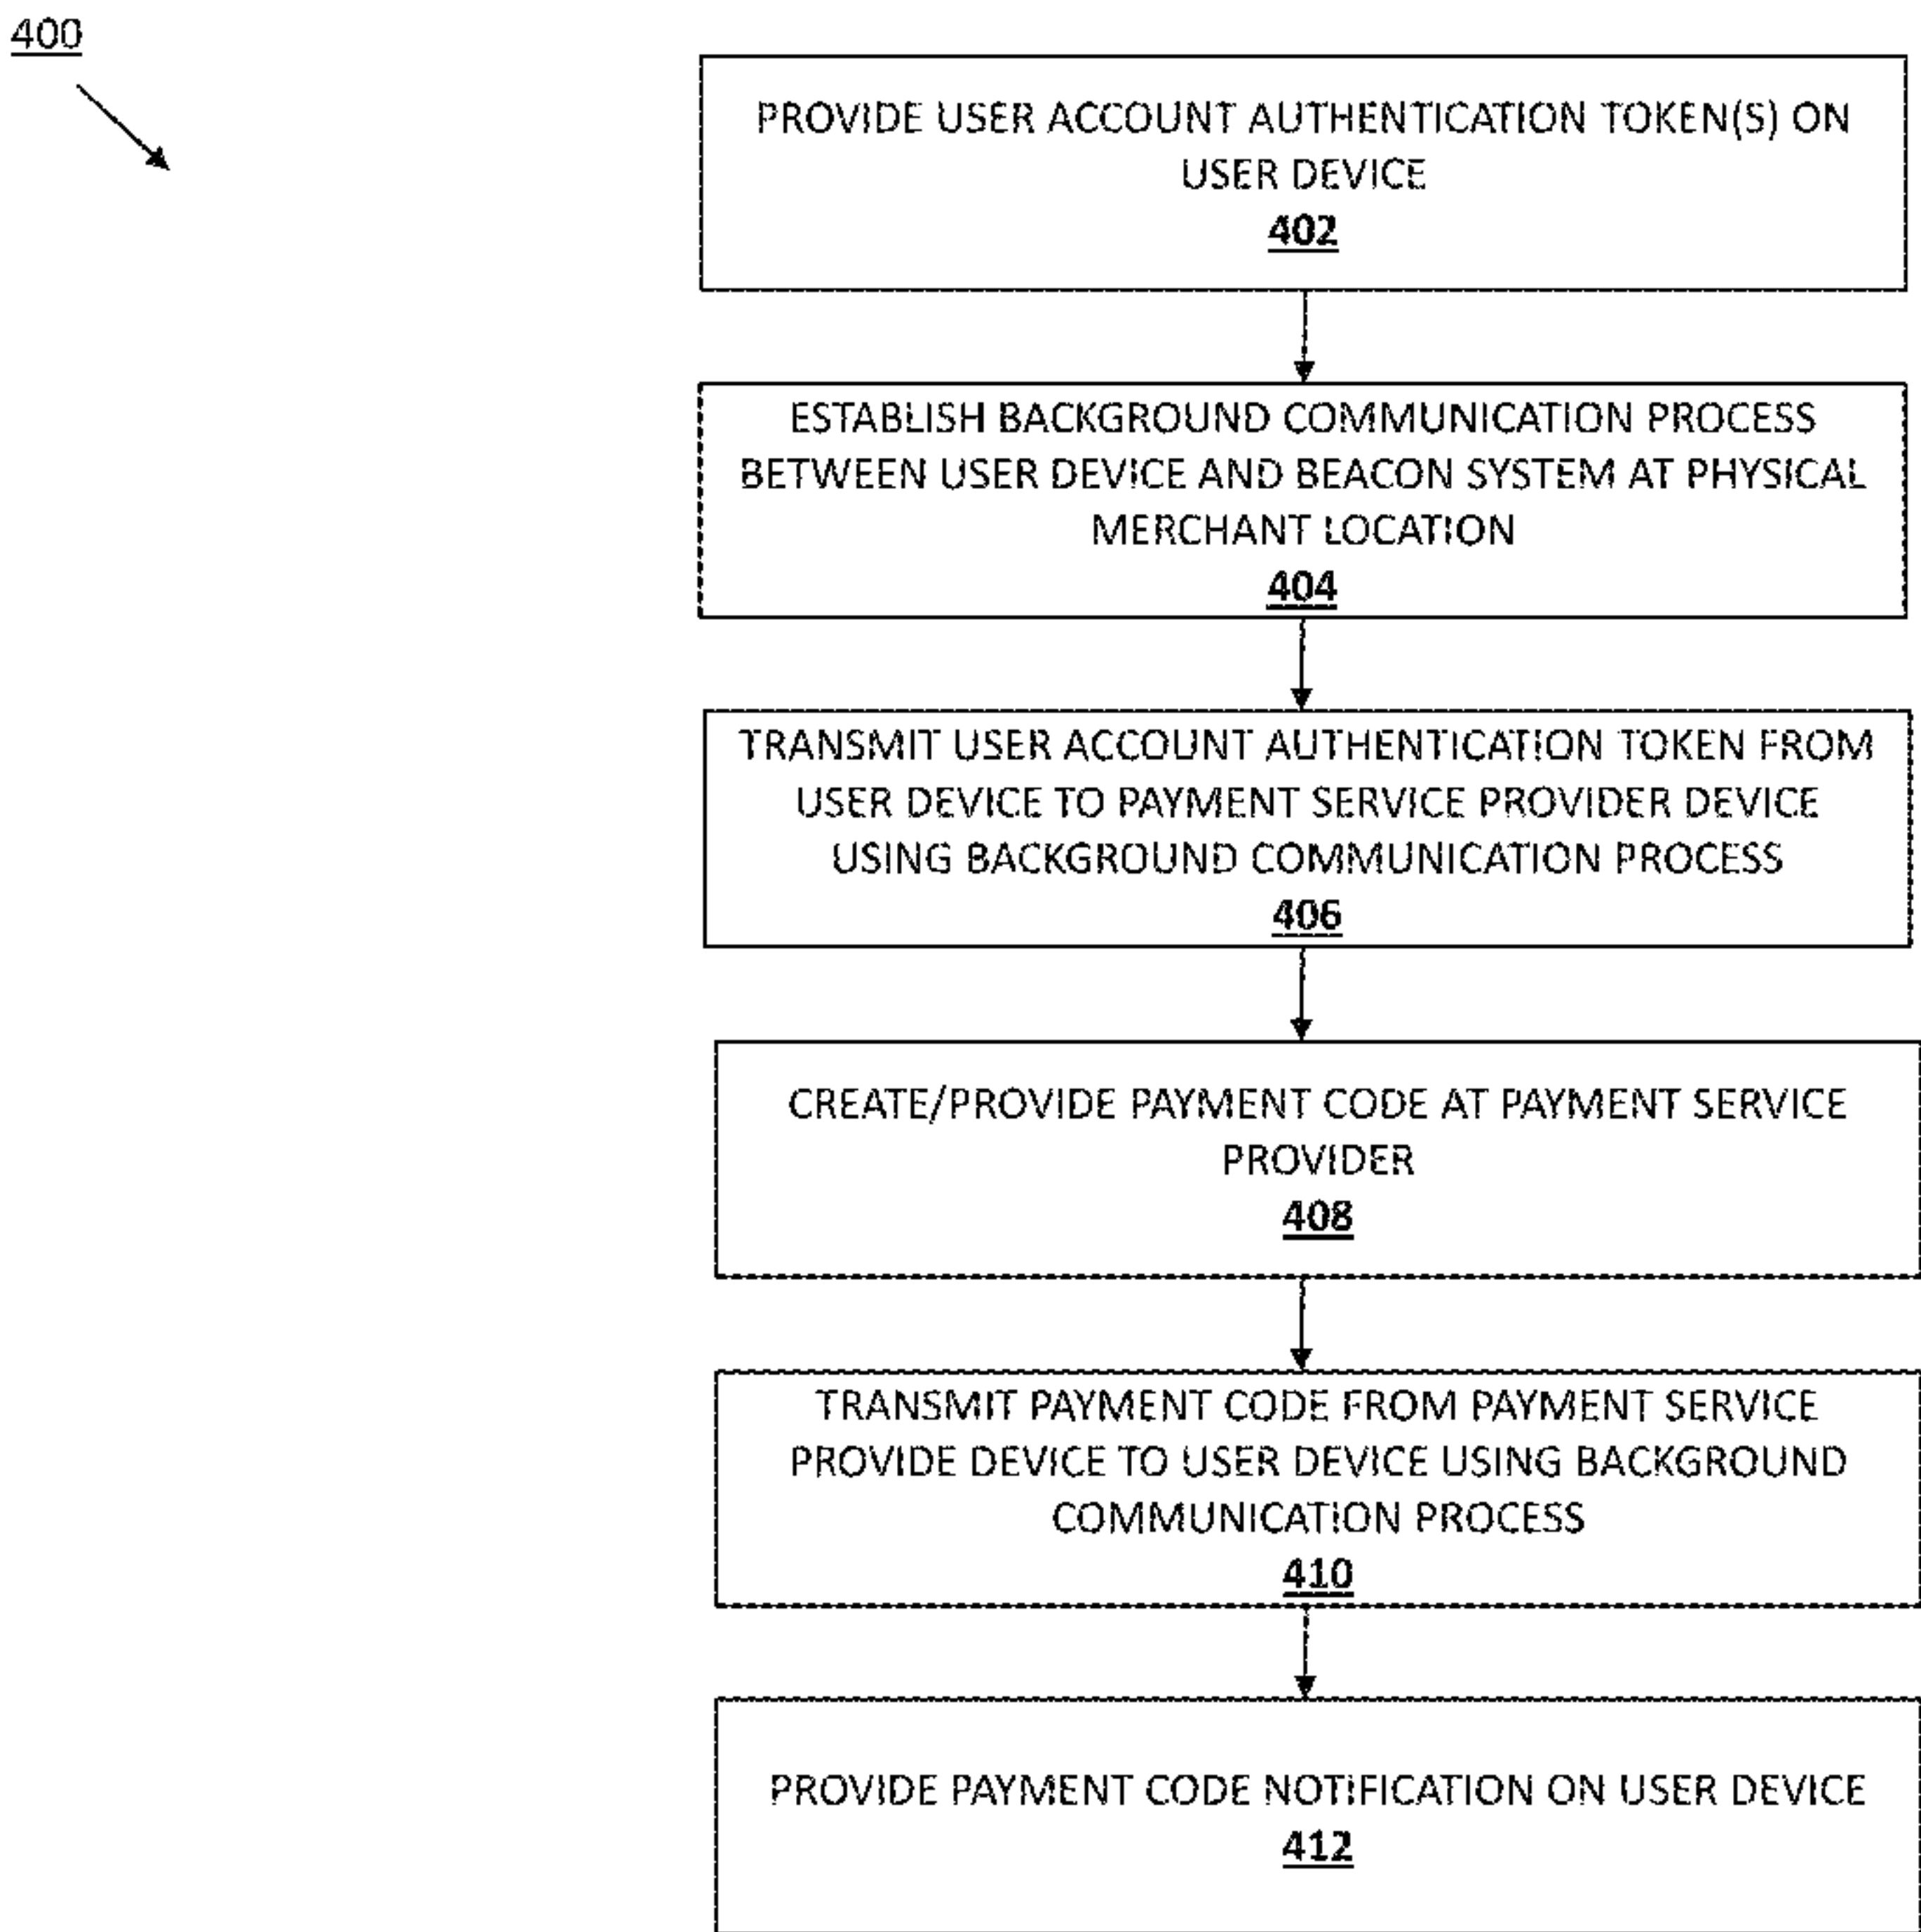 400
PROVIDE USER ACCOUNT AUTHENTICATION TOKEN(S) ON
USER DEVICE
402
ESTABLISH BACKGROUND COMMUNICATION PROCESS
BETWEEN USER DEVICE AND BEACON SYSTEM AT PHYSICAL
MERCHANT LOCATION
404
TRANSMIT USER ACCOUNT AUTHENTICATION TOKEN FROM
USER DEVICE TO PAYMENT SERVICE PROVIDER DEVICE
USING BACKGROUND COMMUNICATION PROCESS
406
CREATE/PROVIDE PAYMENT CODE AT PAYMENT SERVICE
PROVIDER
408
TRANSMIT PAYMENT CODE FROM PAYMENT SERVICE
PROVIDE DEVICE TO USER DEVICE USING BACKGROUND
COMMUNICATION PROCESS
410
PROVIDE PAYMENT CODE NOTIFICATION ON USER DEVICE
412